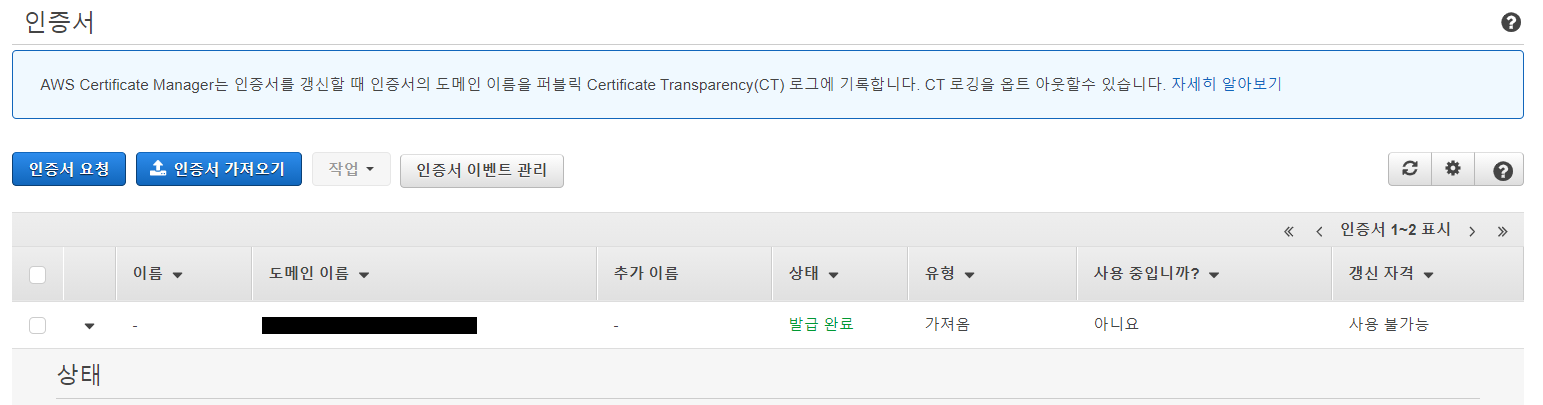 인증서
AWS Certificate Manager는 인증서를 갱신할 때 인증서의 도메인 이름을 퍼블릭 Certificate Transparency(CT) 로그에 기록합니다. CT 로깅을 옵트 아웃할수 있습니다. 자세히 알아보기
인증서 요청 인증서 가져오기 작업 인증서 이벤트 관리
« ‹ 인증서 1~2 표시 › »
이름 도메인 이름 추가 이름 상태 유형 사용 중입니까? 갱신 자격
- - 발급 완료 가져옴 아니요 사용 불가능
상태